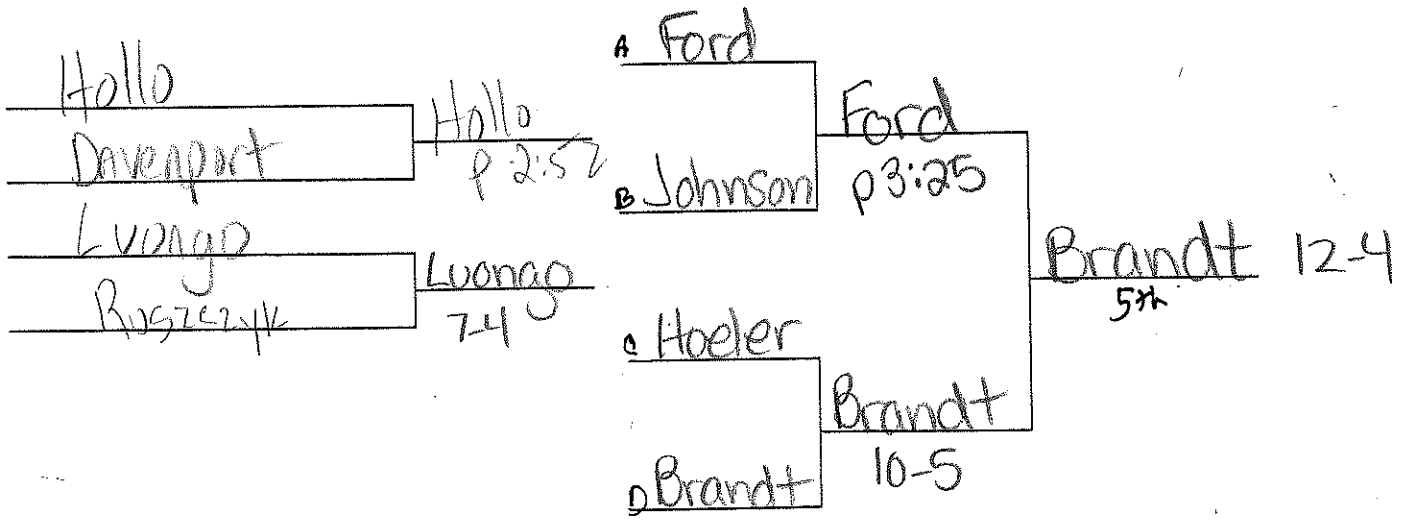 Hollo
Davenport
Hollo
p 2:52
Luongo
Ruszczyk
Luongo
7-4
A Ford
B Johnson
Ford
p 3:25
C Hoeler
D Brandt
Brandt
10-5
Brandt 12-4
5th